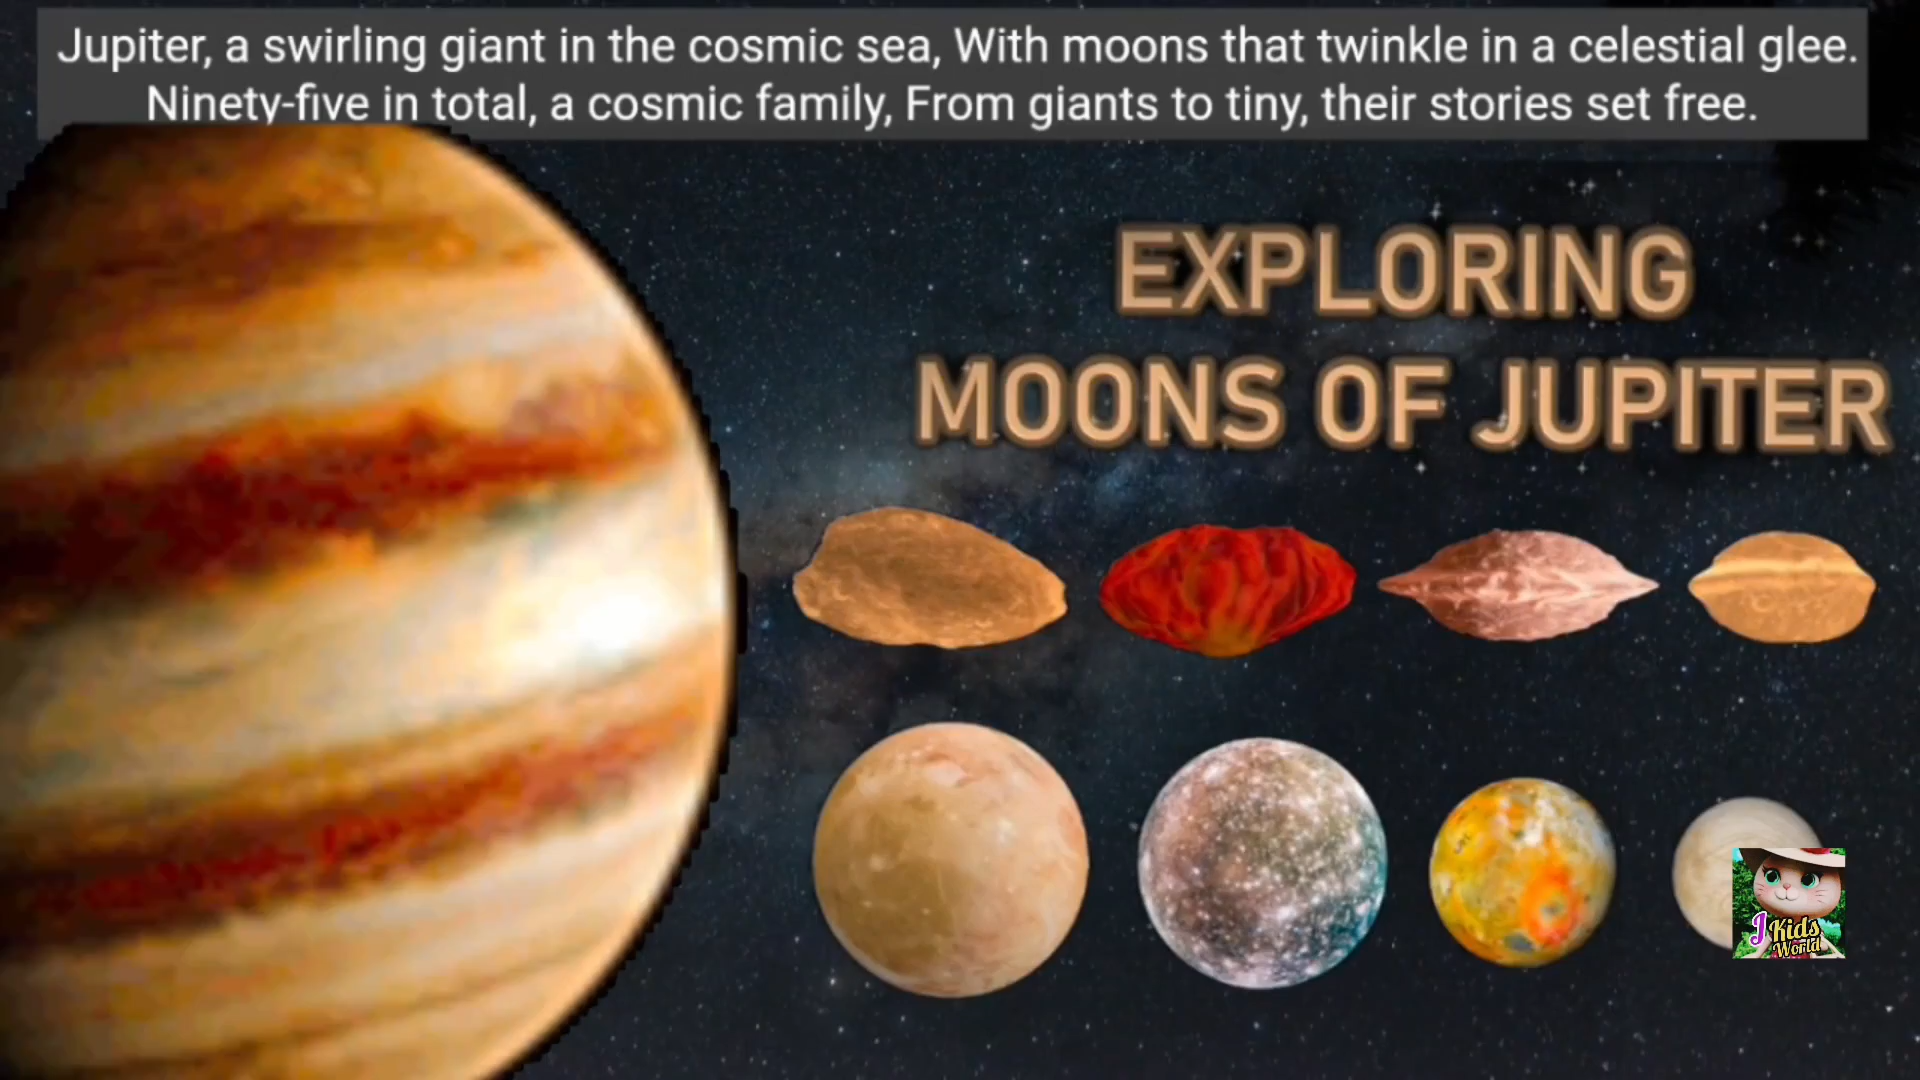 Jupiter, a swirling giant in the cosmic sea, With moons that twinkle in a celestial glee.
Ninety-five in total, a cosmic family, From giants to tiny, their stories set free.
EXPLORING
MOONS OF JUPITER
J Kids
World